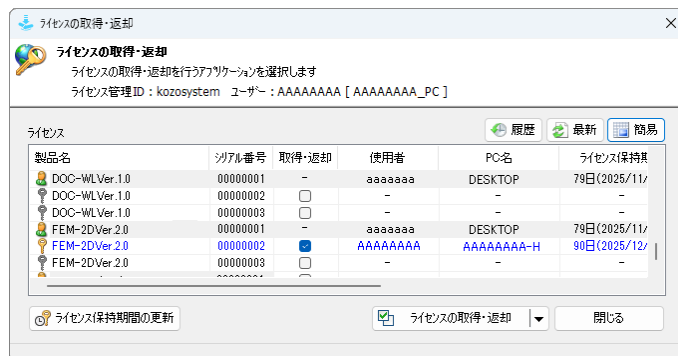 ライセンスの取得・返却
ライセンスの取得・返却
ライセンスの取得・返却を行うアプリケーションを選択します
ライセンス管理ID：kozosystem ユーザー：AAAAAAAA [ AAAAAAAA_PC ]
ライセンス 履歴 最新 簡易
製品名 シリアル番号 取得・返却 使用者 PC名 ライセンス保持期
DOC-WLVer.1.0 00000001 - aaaaaaa DESKTOP 79日(2025/11/
DOC-WLVer.1.0 00000002 - - -
DOC-WLVer.1.0 00000003 - - -
FEM-2DVer.2.0 00000001 - aaaaaaa DESKTOP 79日(2025/11/
FEM-2DVer.2.0 00000002 AAAAAAAA AAAAAAAA-H 90日(2025/12/
FEM-2DVer.2.0 00000003 - - -
ライセンス保持期間の更新 ライセンスの取得・返却 閉じる